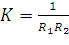 K = 1 / R₁R₂